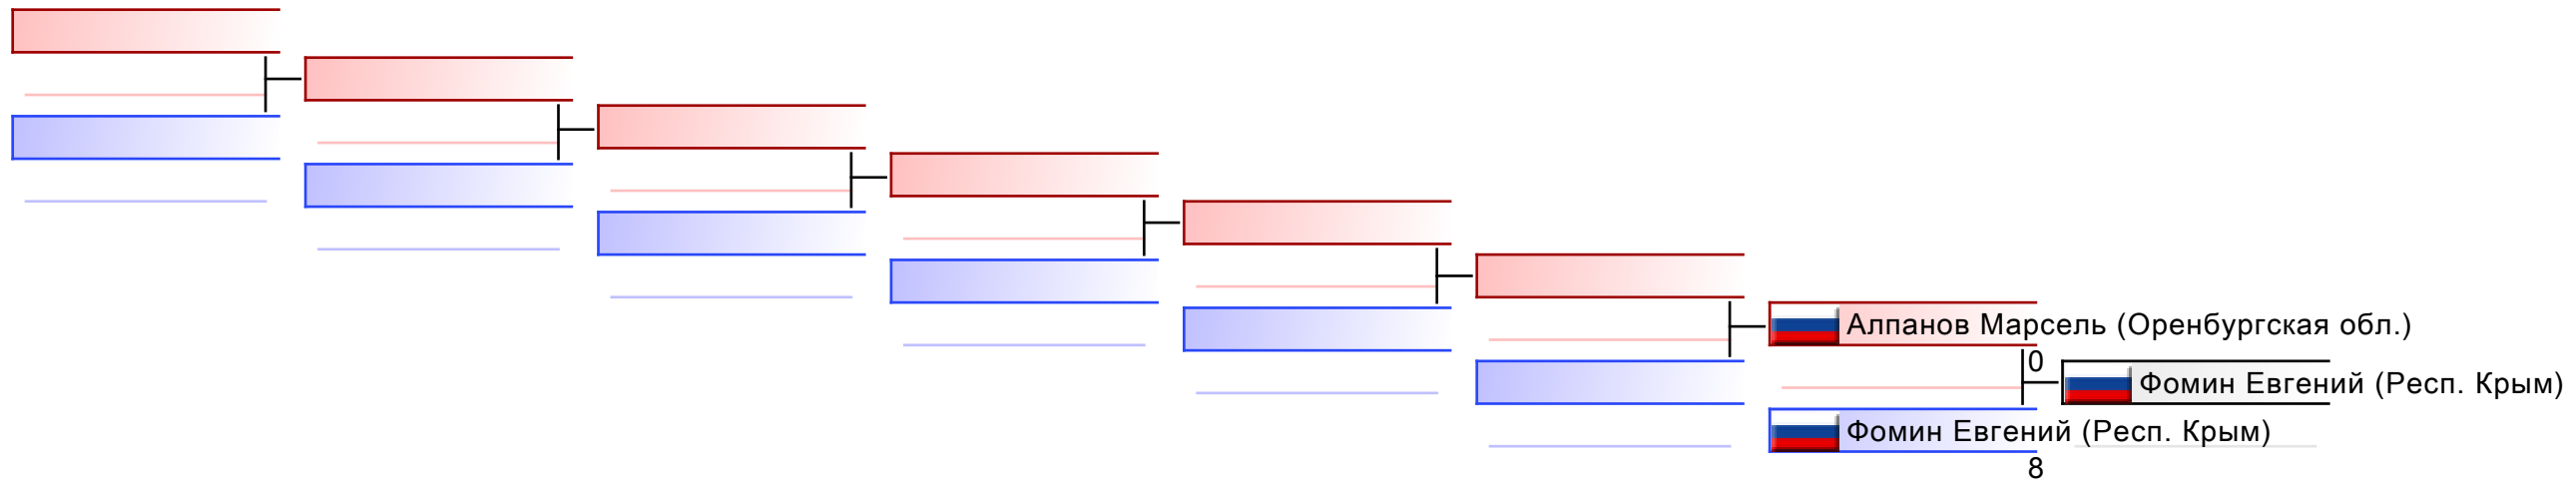 Алпанов Марсель (Оренбургская обл.)
0
Фомин Евгений (Респ. Крым)
Фомин Евгений (Респ. Крым)
8